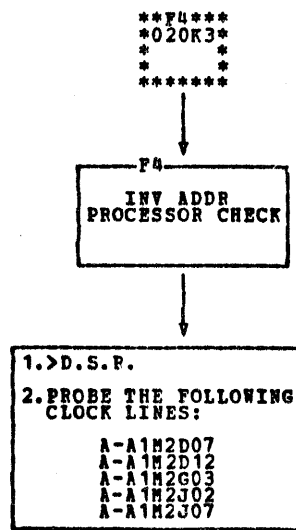 **F4***
*020K3*
*     *
*     *
*******
F4
INV ADDR
PROCESSOR CHECK
1.>D.S.P.
2.PROBE THE FOLLOWING
CLOCK LINES:
A-A1M2D07
A-A1M2D12
A-A1M2G03
A-A1M2J02
A-A1M2J07